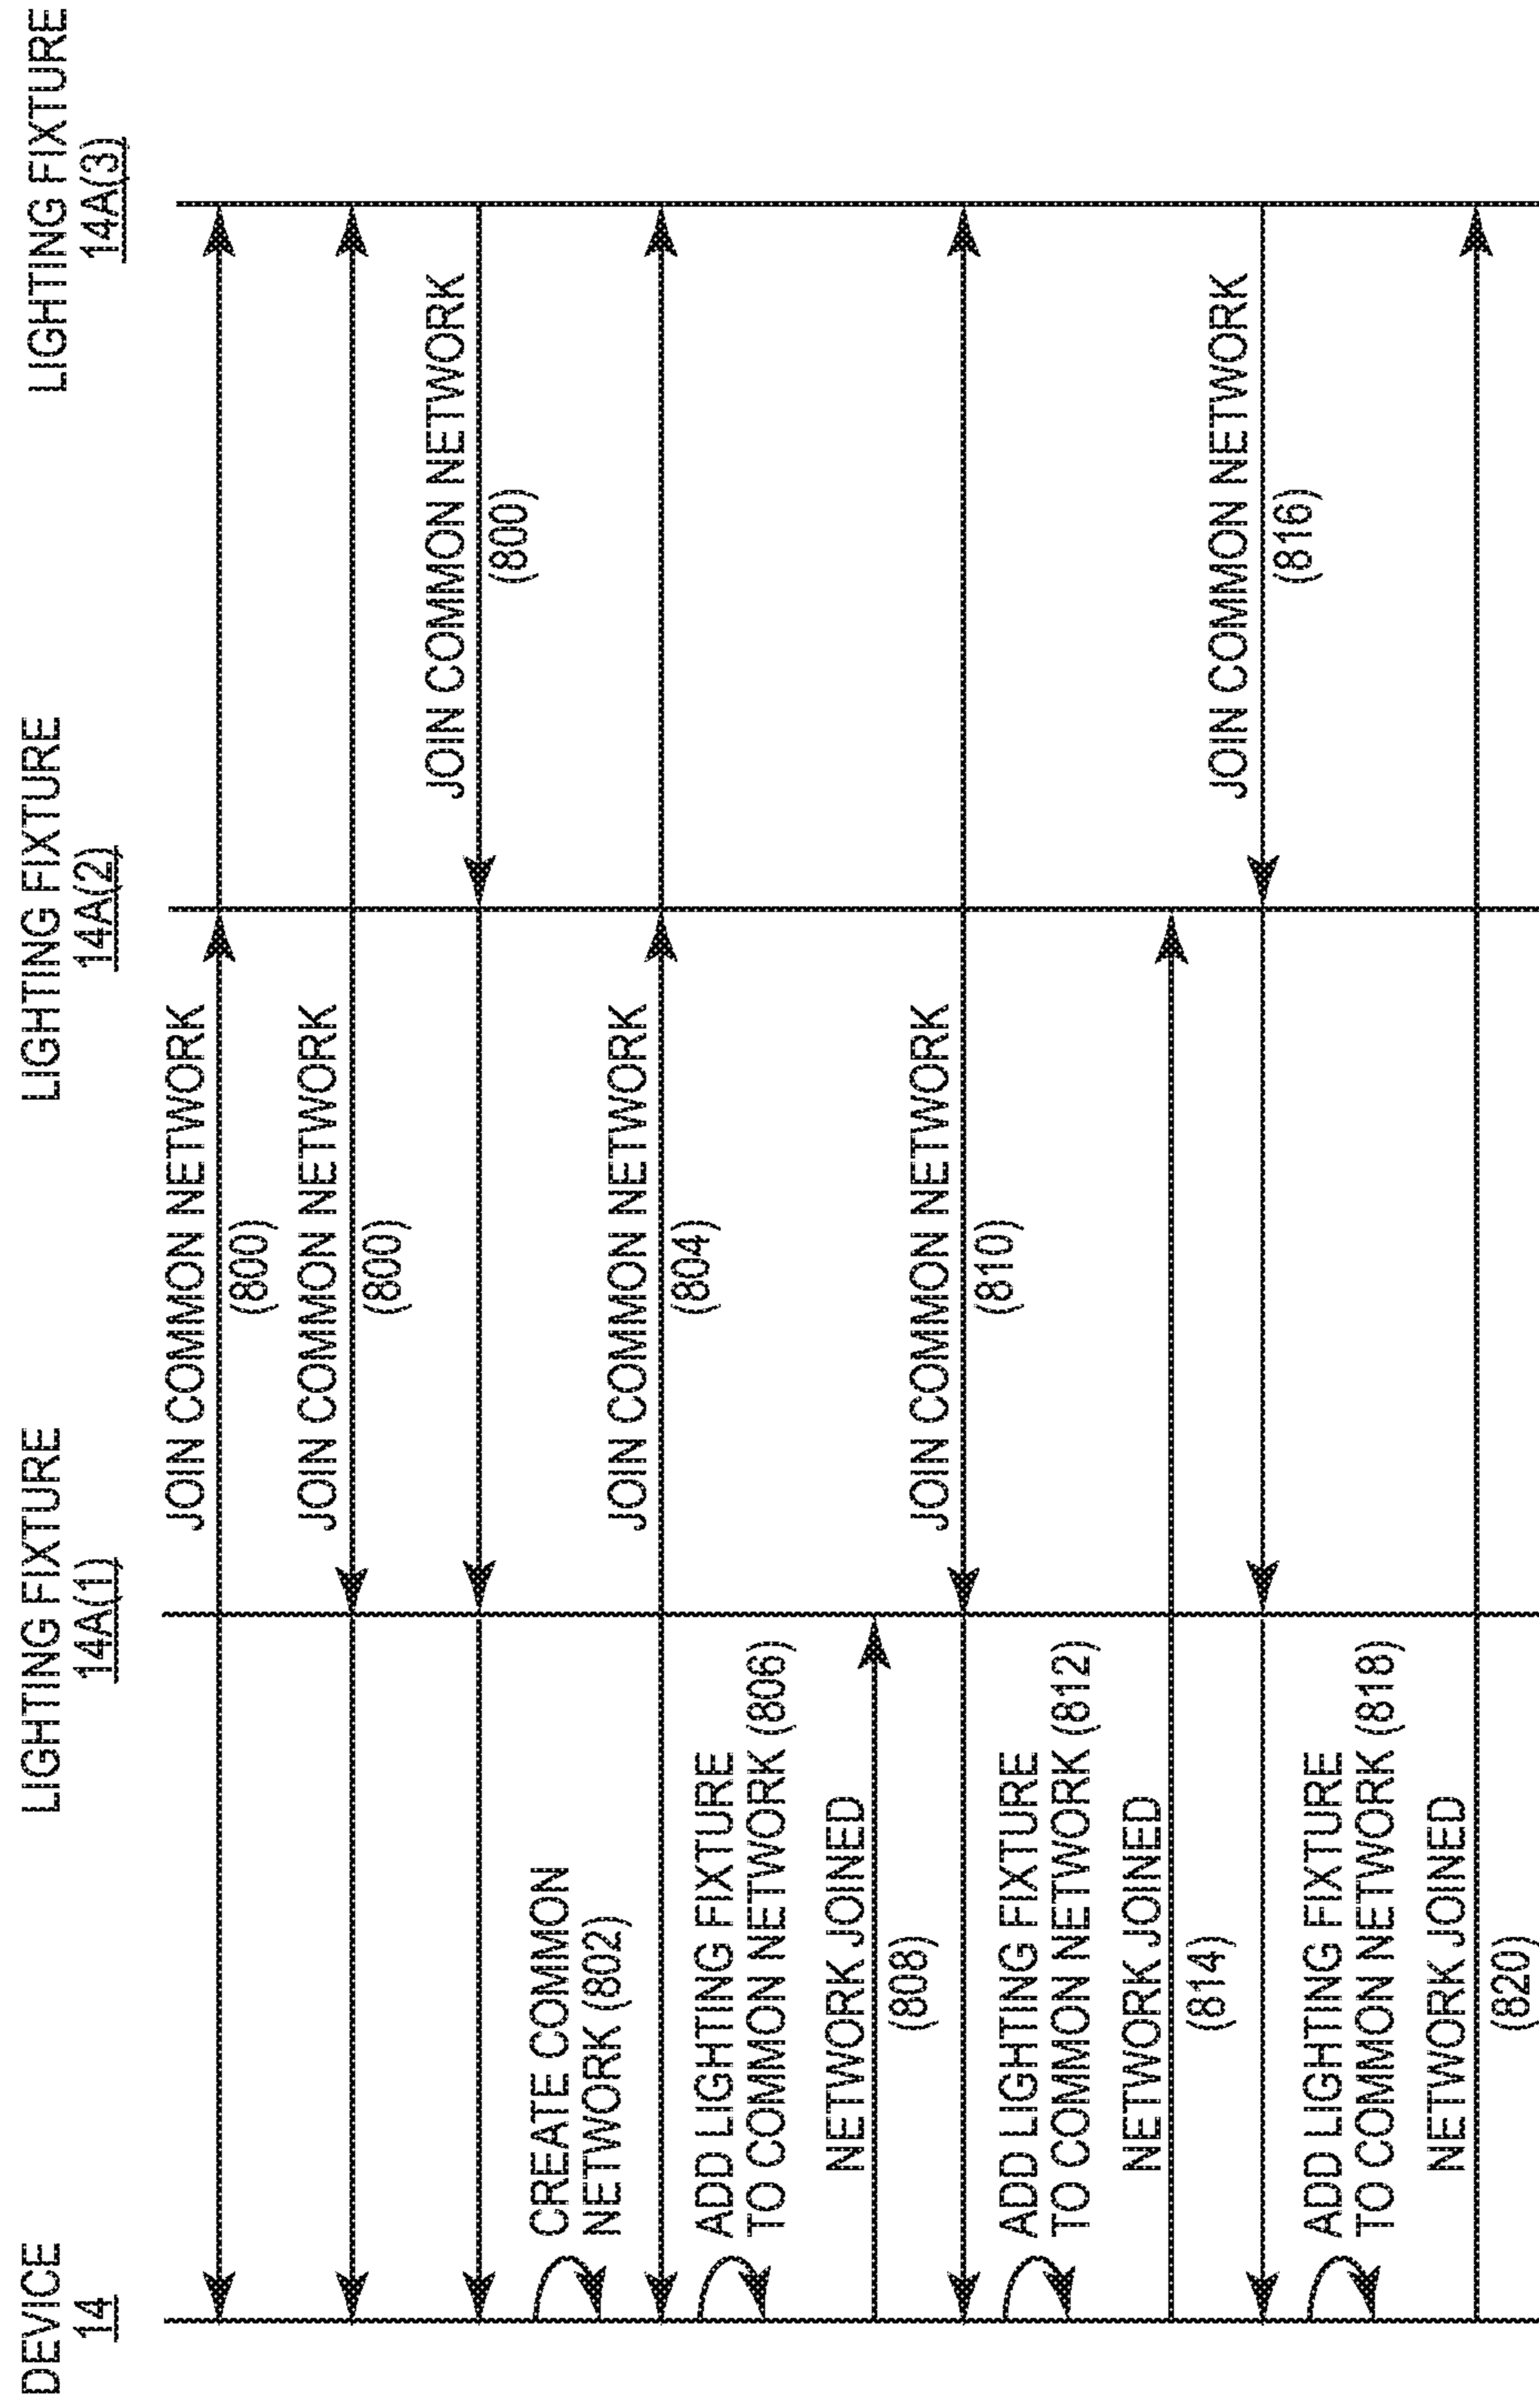 DEVICE
14
LIGHTING FIXTURE
14A(1)
LIGHTING FIXTURE
14A(2)
LIGHTING FIXTURE
14A(3)
JOIN COMMON NETWORK
(800)
JOIN COMMON NETWORK
(800)
JOIN COMMON NETWORK
(800)
CREATE COMMON
NETWORK (802)
JOIN COMMON NETWORK
(804)
ADD LIGHTING FIXTURE
TO COMMON NETWORK (806)
NETWORK JOINED
(808)
JOIN COMMON NETWORK
(810)
ADD LIGHTING FIXTURE
TO COMMON NETWORK (812)
NETWORK JOINED
(814)
JOIN COMMON NETWORK
(816)
ADD LIGHTING FIXTURE
TO COMMON NETWORK (818)
NETWORK JOINED
(820)